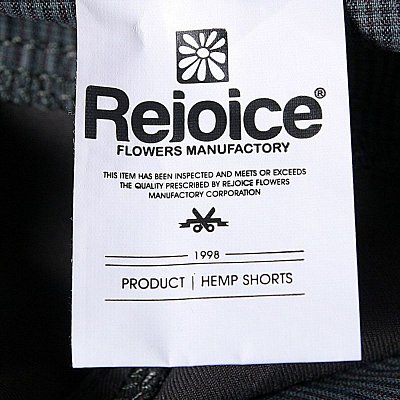 Rejoice®
FLOWERS MANUFACTORY
THIS ITEM HAS BEEN INSPECTED AND MEETS OR EXCEEDS
THE QUALITY PRESCRIBED BY REJOICE FLOWERS
MANUFACTORY CORPORATION
1998
PRODUCT | HEMP SHORTS